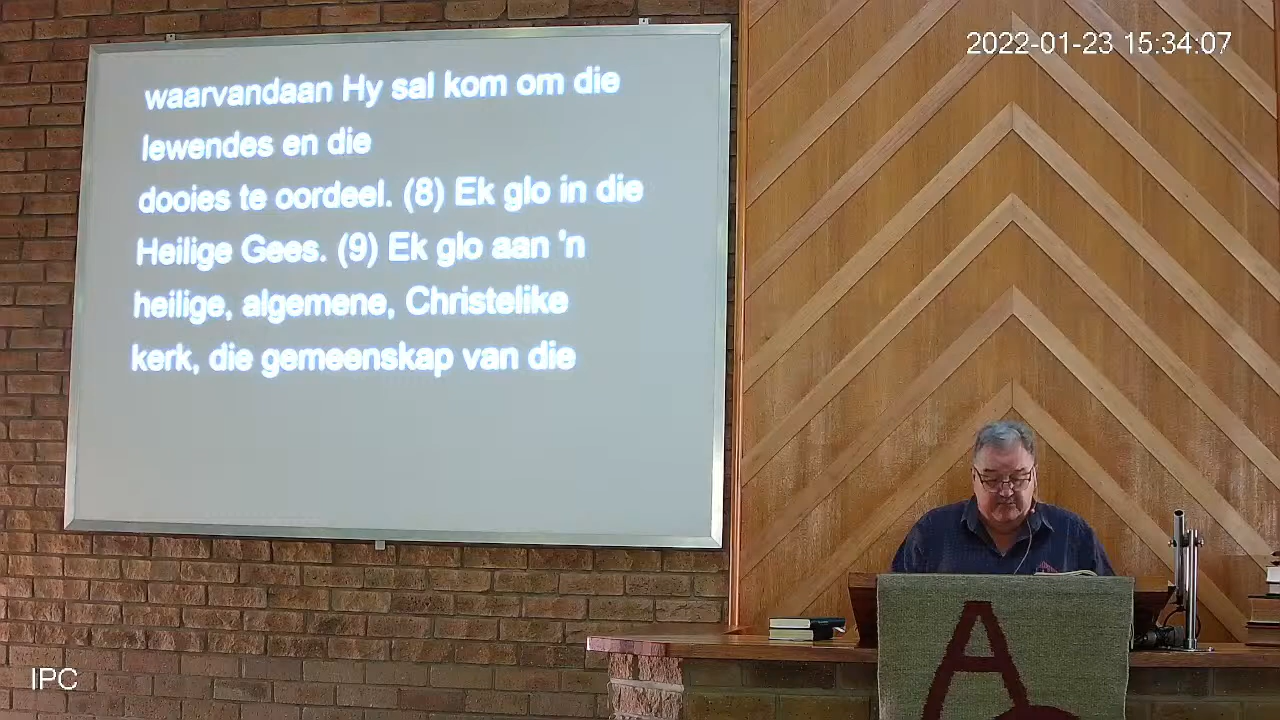 2022-01-23 15:34:07
waarvandaan Hy sal kom om die
lewendes en die
dooies te oordeel. (8) Ek glo in die
Heilige Gees. (9) Ek glo aan 'n
heilige, algemene, Christelike
kerk, die gemeenskap van die
A
IPC